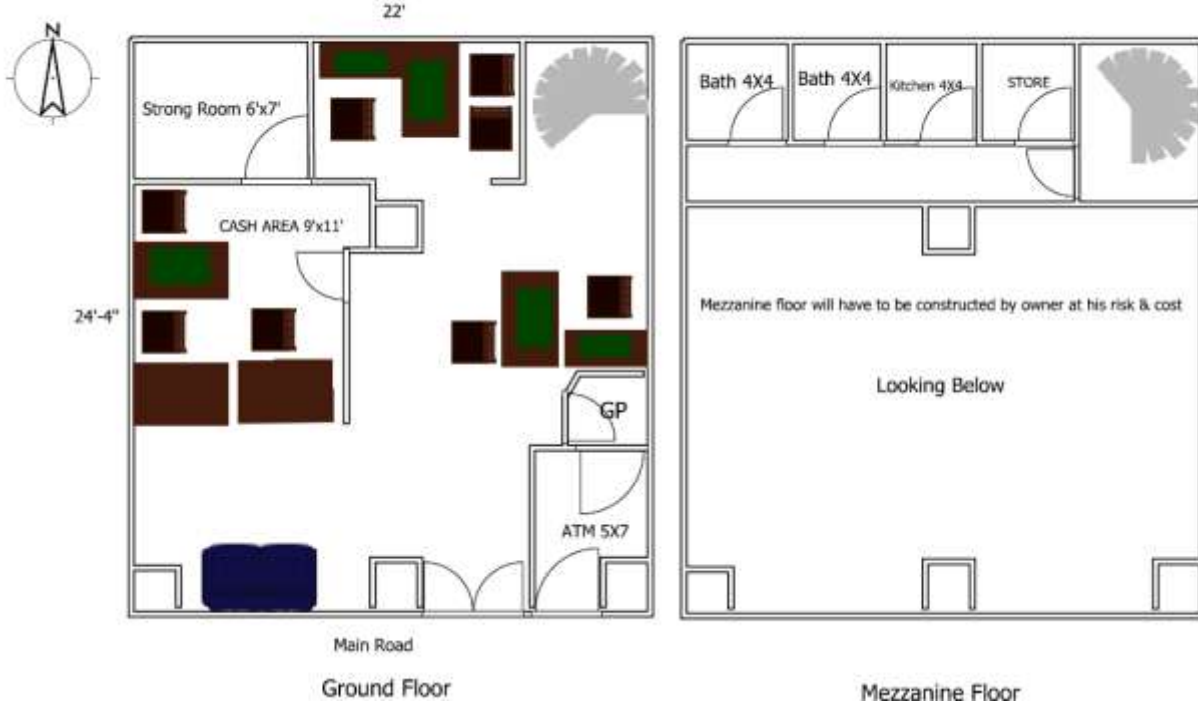 22'
N
Strong Room 6'x7'
CASH AREA 9'x11'
24'-4"
GP
ATM 5X7
Main Road
Ground Floor
Bath 4X4
Bath 4X4
Kitchen 4X4
STORE
Mezzanine floor will have to be constructed by owner at his risk & cost
Looking Below
Mezzanine Floor